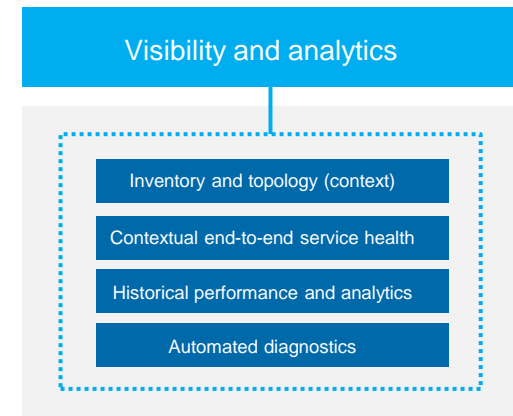 Visibility and analytics
Inventory and topology (context)
Contextual end-to-end service health
Historical performance and analytics
Automated diagnostics